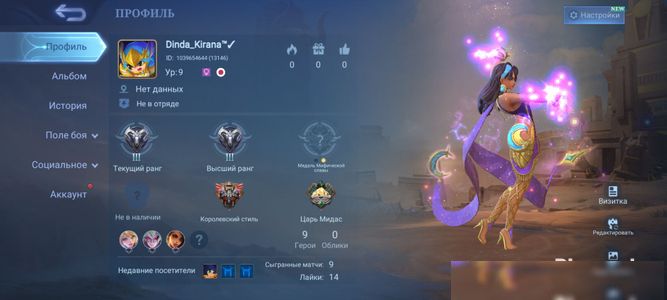 ПРОФИЛЬ
NEW
Настройки
Профиль
Альбом
История
Поле боя
Социальное
Аккаунт
Dinda_Kirana™✓
ID: 1039654644 (13146)
Ур.:9
0 0 0
Нет данных
Не в отряде
III
III
Текущий ранг
Высший ранг
Медаль Мифической славы
Не в наличии
Королевский стиль
Царь Мидас
9 0
Герои Облики
Недавние посетители
Сыгранные матчи: 9
Лайки: 14
Визитка
Редактировать